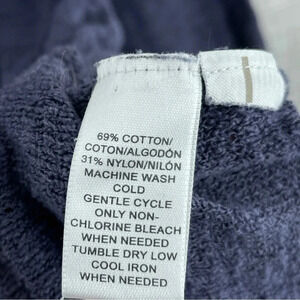 69% COTTON/
COTON/ALGODÓN
31% NYLON/NILÓN
MACHINE WASH
COLD
GENTLE CYCLE
ONLY NON-
CHLORINE BLEACH
WHEN NEEDED
TUMBLE DRY LOW
COOL IRON
WHEN NEEDED